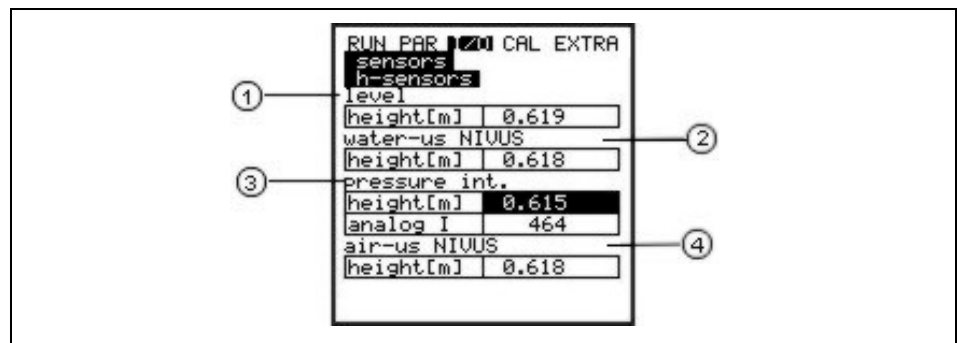 RUN PAR I/O CAL EXTRA
sensors
h-sensors
1 level
height[m] 0.619
water-us NIVUS 2
height[m] 0.618
3 pressure int.
height[m] 0.615
analog I 464
air-us NIVUS 4
height[m] 0.618